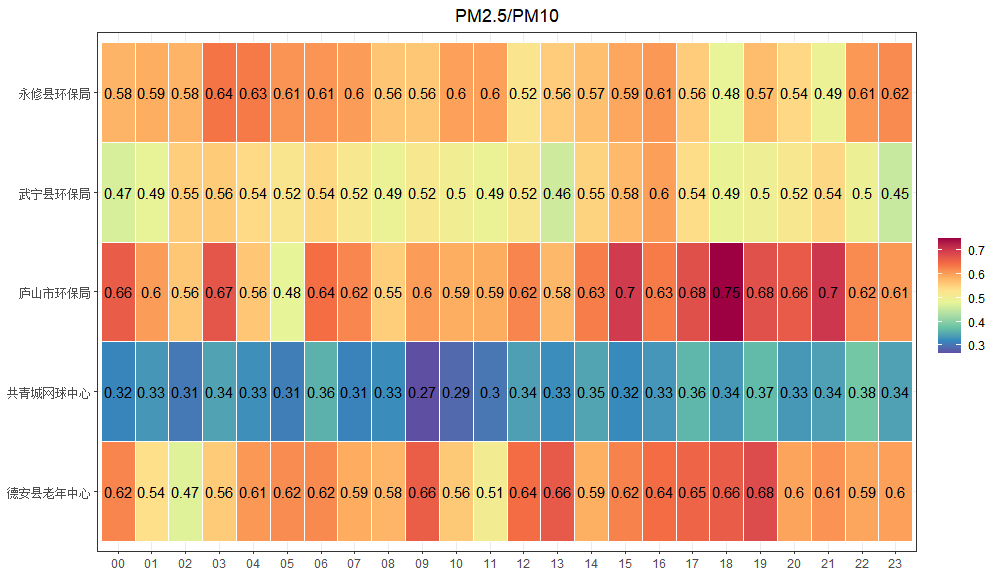 PM2.5/PM10
永修县环保局 0.58 0.59 0.58 0.64 0.63 0.61 0.61 0.6 0.56 0.56 0.6 0.6 0.52 0.56 0.57 0.59 0.61 0.56 0.48 0.57 0.54 0.49 0.61 0.62
武宁县环保局 0.47 0.49 0.55 0.56 0.54 0.52 0.54 0.52 0.49 0.52 0.5 0.49 0.52 0.46 0.55 0.58 0.6 0.54 0.49 0.5 0.52 0.54 0.5 0.45
庐山市环保局 0.66 0.6 0.56 0.67 0.56 0.48 0.64 0.62 0.55 0.6 0.59 0.59 0.62 0.58 0.63 0.7 0.63 0.68 0.75 0.68 0.66 0.7 0.62 0.61
共青城网球中心 0.32 0.33 0.31 0.34 0.33 0.31 0.36 0.31 0.33 0.27 0.29 0.3 0.34 0.33 0.35 0.32 0.33 0.36 0.34 0.37 0.33 0.34 0.38 0.34
德安县老年中心 0.62 0.54 0.47 0.56 0.61 0.62 0.62 0.59 0.58 0.66 0.56 0.51 0.64 0.66 0.59 0.62 0.64 0.65 0.66 0.68 0.6 0.61 0.59 0.6
00 01 02 03 04 05 06 07 08 09 10 11 12 13 14 15 16 17 18 19 20 21 22 23
0.7
0.6
0.5
0.4
0.3